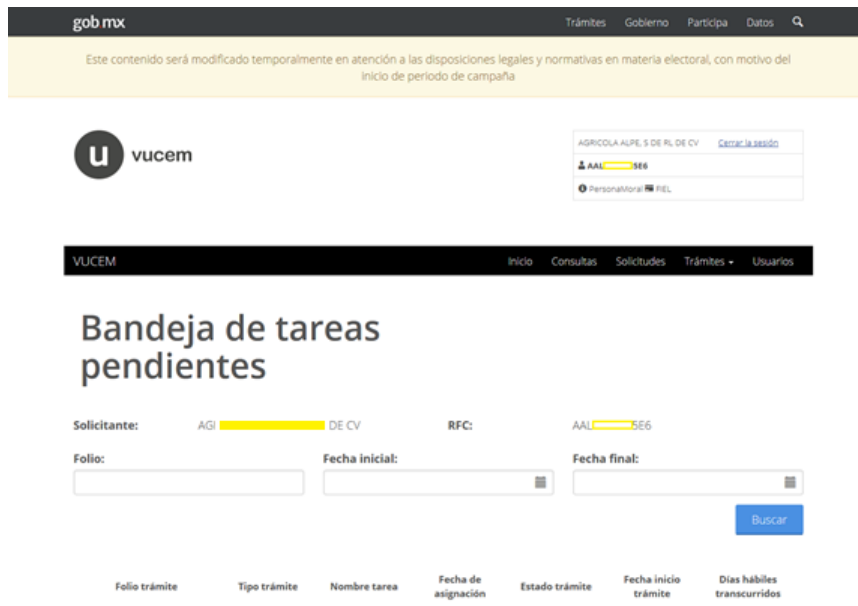 gob mx Trámites Gobierno Participa Datos
Este contenido será modificado temporalmente en atención a las disposiciones legales y normativas en materia electoral, con motivo del
inicio de periodo de campaña
u vucem
AGRICOLA ALPE, S DE RL DE CV Cerrar la sesión
AAL 5E6
PersonaMoral FIEL
VUCEM Inicio Consultas Solicitudes Trámites Usuarios
Bandeja de tareas
pendientes
Solicitante: AGI DE CV RFC: AAL 5E6
Folio: Fecha inicial: Fecha final:
Buscar
Folio trámite Tipo trámite Nombre tarea Fecha de asignación Estado trámite Fecha inicio trámite Días hábiles transcurridos